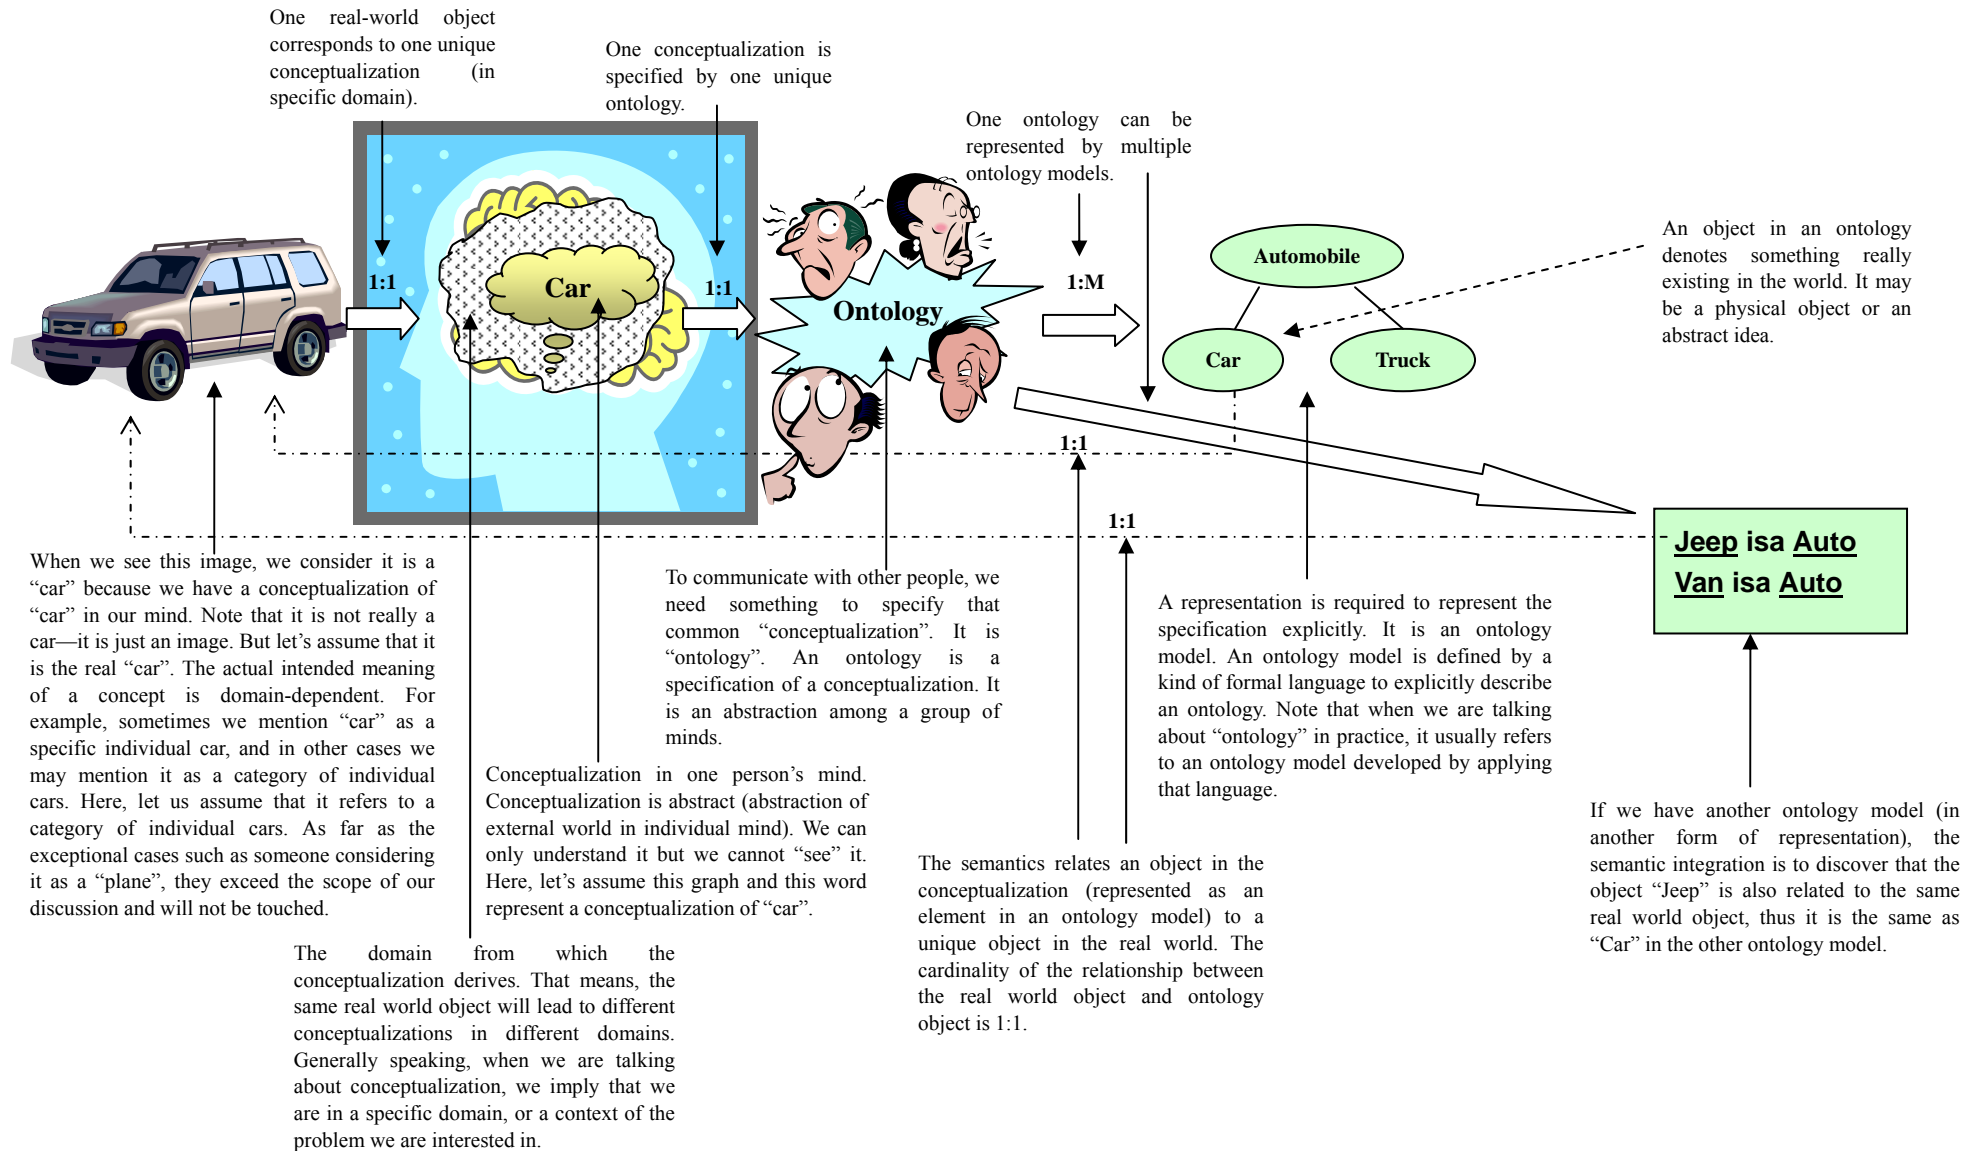 One real-world object
corresponds to one unique
conceptualization (in
specific domain).
One conceptualization is
specified by one unique
ontology.
One ontology can be
represented by multiple
ontology models.
An object in an ontology
denotes something really
existing in the world. It may
be a physical object or an
abstract idea.
1:1
Car
1:1
Ontology
1:M
Automobile
Car
Truck
1:1
1:1
Jeep isa Auto
Van isa Auto
When we see this image, we consider it is a
“car” because we have a conceptualization of
“car” in our mind. Note that it is not really a
car—it is just an image. But let’s assume that it
is the real “car”. The actual intended meaning
of a concept is domain-dependent. For
example, sometimes we mention “car” as a
specific individual car, and in other cases we
may mention it as a category of individual
cars. Here, let us assume that it refers to a
category of individual cars. As far as the
exceptional cases such as someone considering
it as a “plane”, they exceed the scope of our
discussion and will not be touched.
The domain from which the
conceptualization derives. That means, the
same real world object will lead to different
conceptualizations in different domains.
Generally speaking, when we are talking
about conceptualization, we imply that we
are in a specific domain, or a context of the
problem we are interested in.
Conceptualization in one person’s mind.
Conceptualization is abstract (abstraction of
external world in individual mind). We can
only understand it but we cannot “see” it.
Here, let’s assume this graph and this word
represent a conceptualization of “car”.
To communicate with other people, we
need something to specify that
common “conceptualization”. It is
“ontology”. An ontology is a
specification of a conceptualization. It
is an abstraction among a group of
minds.
The semantics relates an object in the
conceptualization (represented as an
element in an ontology model) to a
unique object in the real world. The
cardinality of the relationship between
the real world object and ontology
object is 1:1.
A representation is required to represent the
specification explicitly. It is an ontology
model. An ontology model is defined by a
kind of formal language to explicitly describe
an ontology. Note that when we are talking
about “ontology” in practice, it usually refers
to an ontology model developed by applying
that language.
If we have another ontology model (in
another form of representation), the
semantic integration is to discover that the
object “Jeep” is also related to the same
real world object, thus it is the same as
“Car” in the other ontology model.